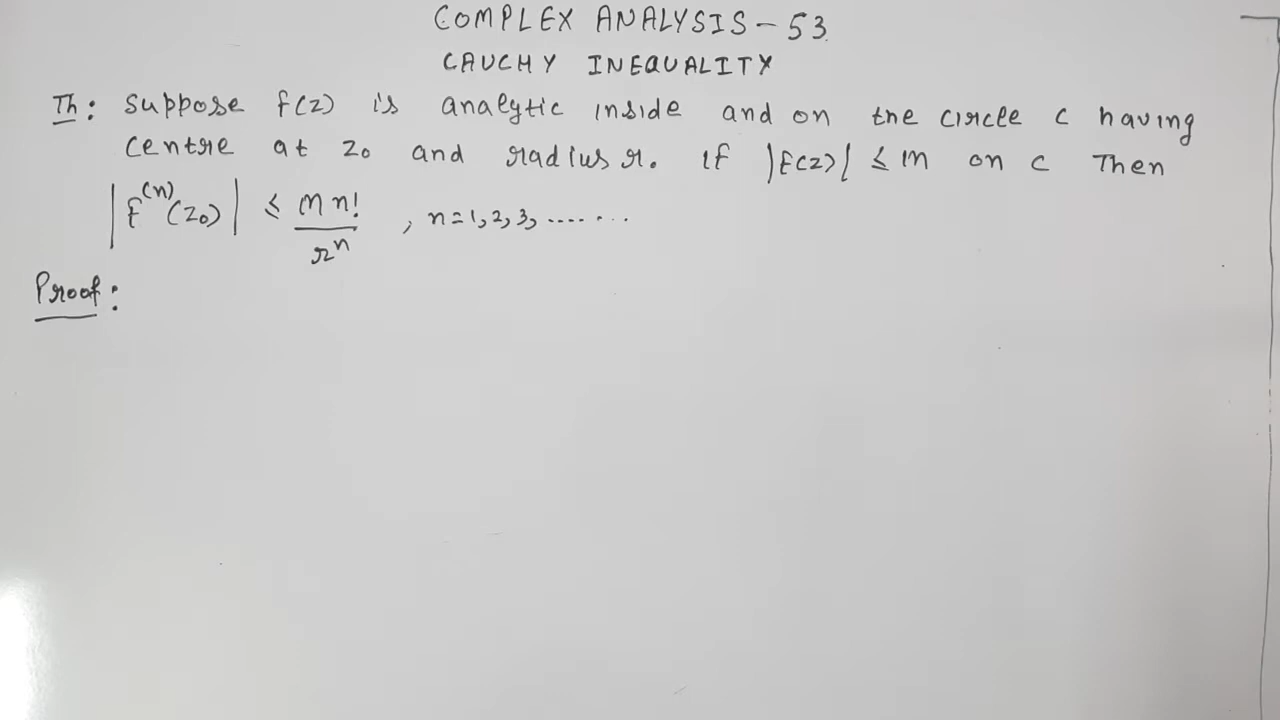 COMPLEX ANALYSIS - 53.
CAUCHY INEQUALITY
Th: Suppose f(z) is analytic inside and on the circle c having
centre at z₀ and radius r. If |f(z)| ≤ M on c Then
|f⁽ⁿ⁾(z₀)| ≤ M n! / rⁿ , n = 1, 2, 3, .......
Proof: